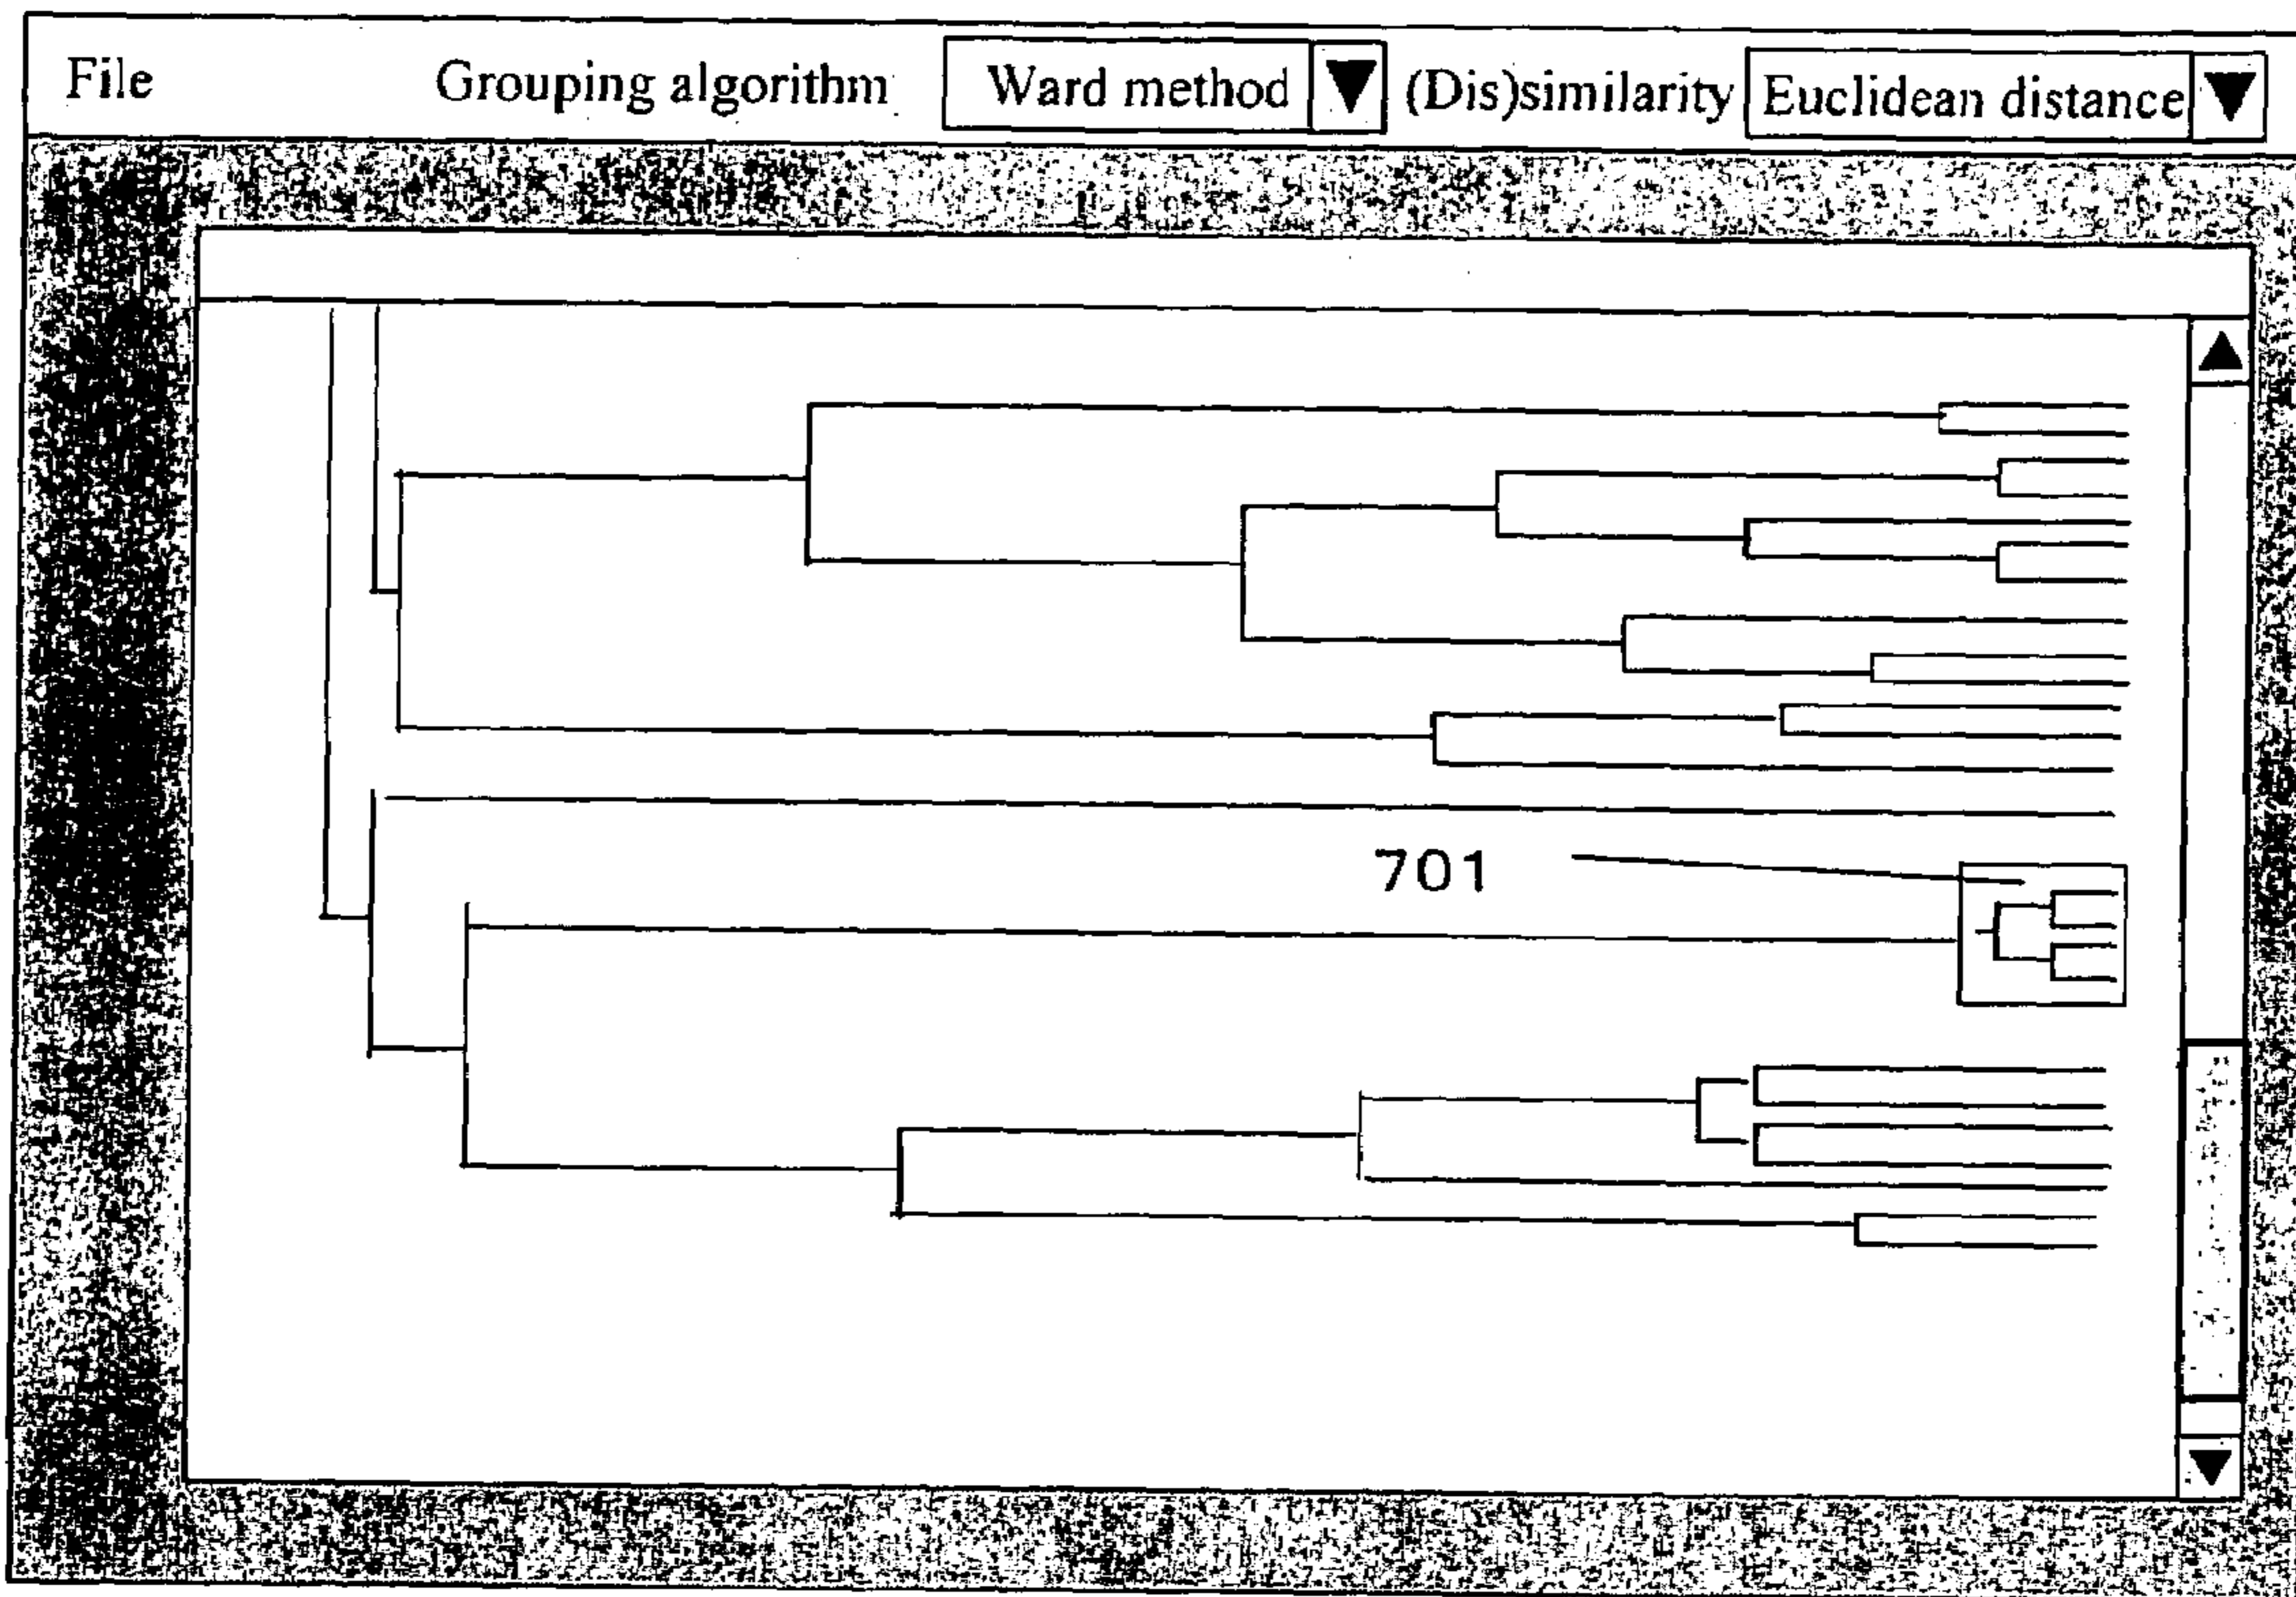 File Grouping algorithm Ward method (Dis)similarity Euclidean distance
701